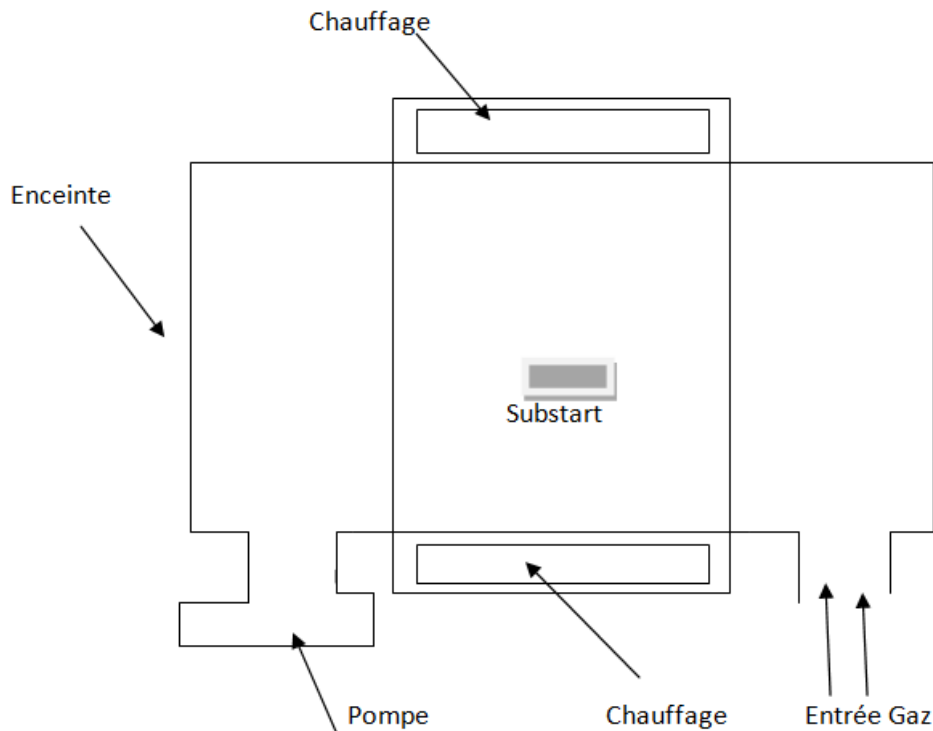 Chauffage
Enceinte
Substart
Pompe
Chauffage
Entrée Gaz